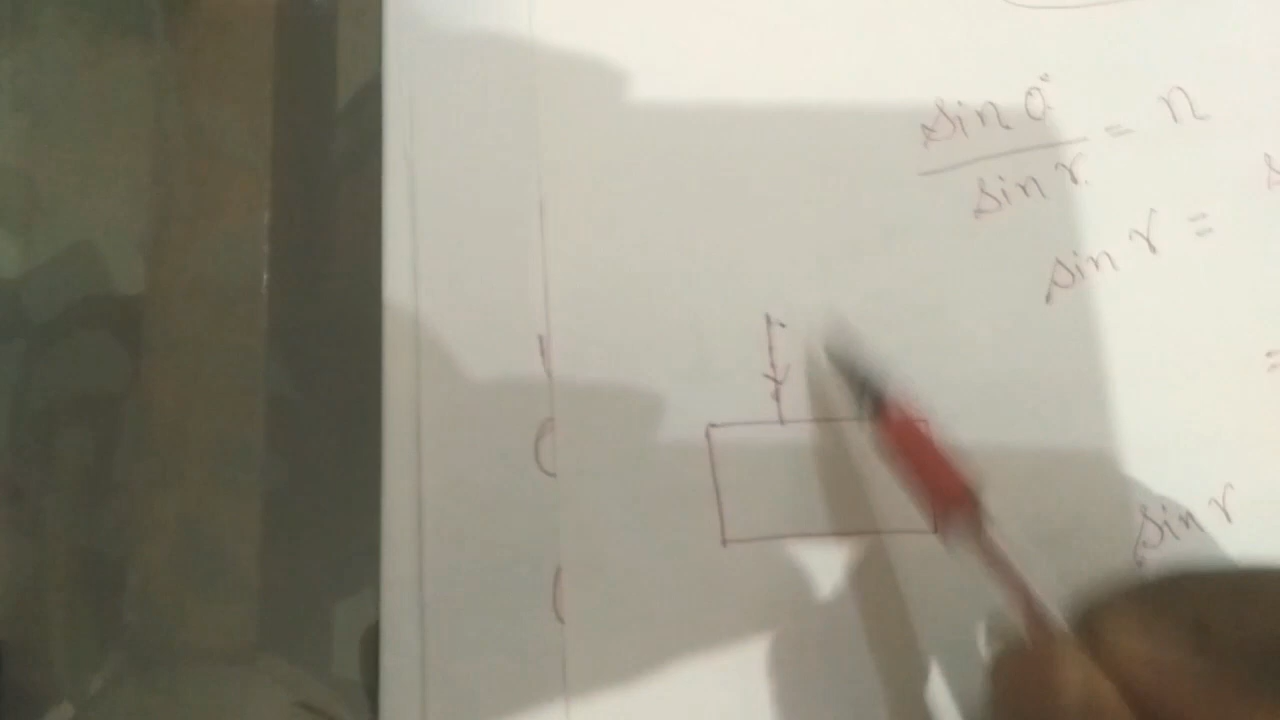 sin 0°
sin r = n
sin r =
=
sin r